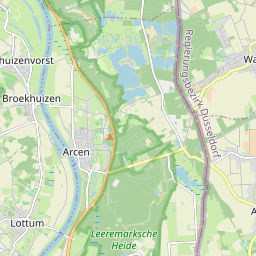 huizenvorst
Regierungsbezirk Düsseldorf
Wa
Broekhuizen
Arcen
A
Lottum
Leeremarksche
Heide